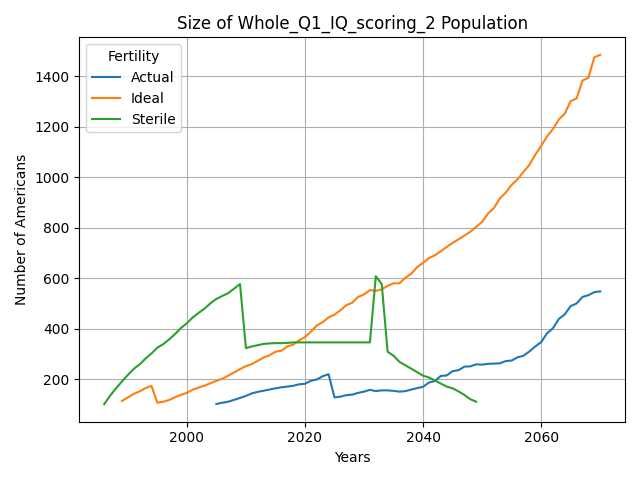 Size of Whole_Q1_IQ_scoring_2 Population
Fertility
Actual
Ideal
Sterile
Number of Americans
1400
1200
1000
800
600
400
200
2000
2020
2040
2060
Years